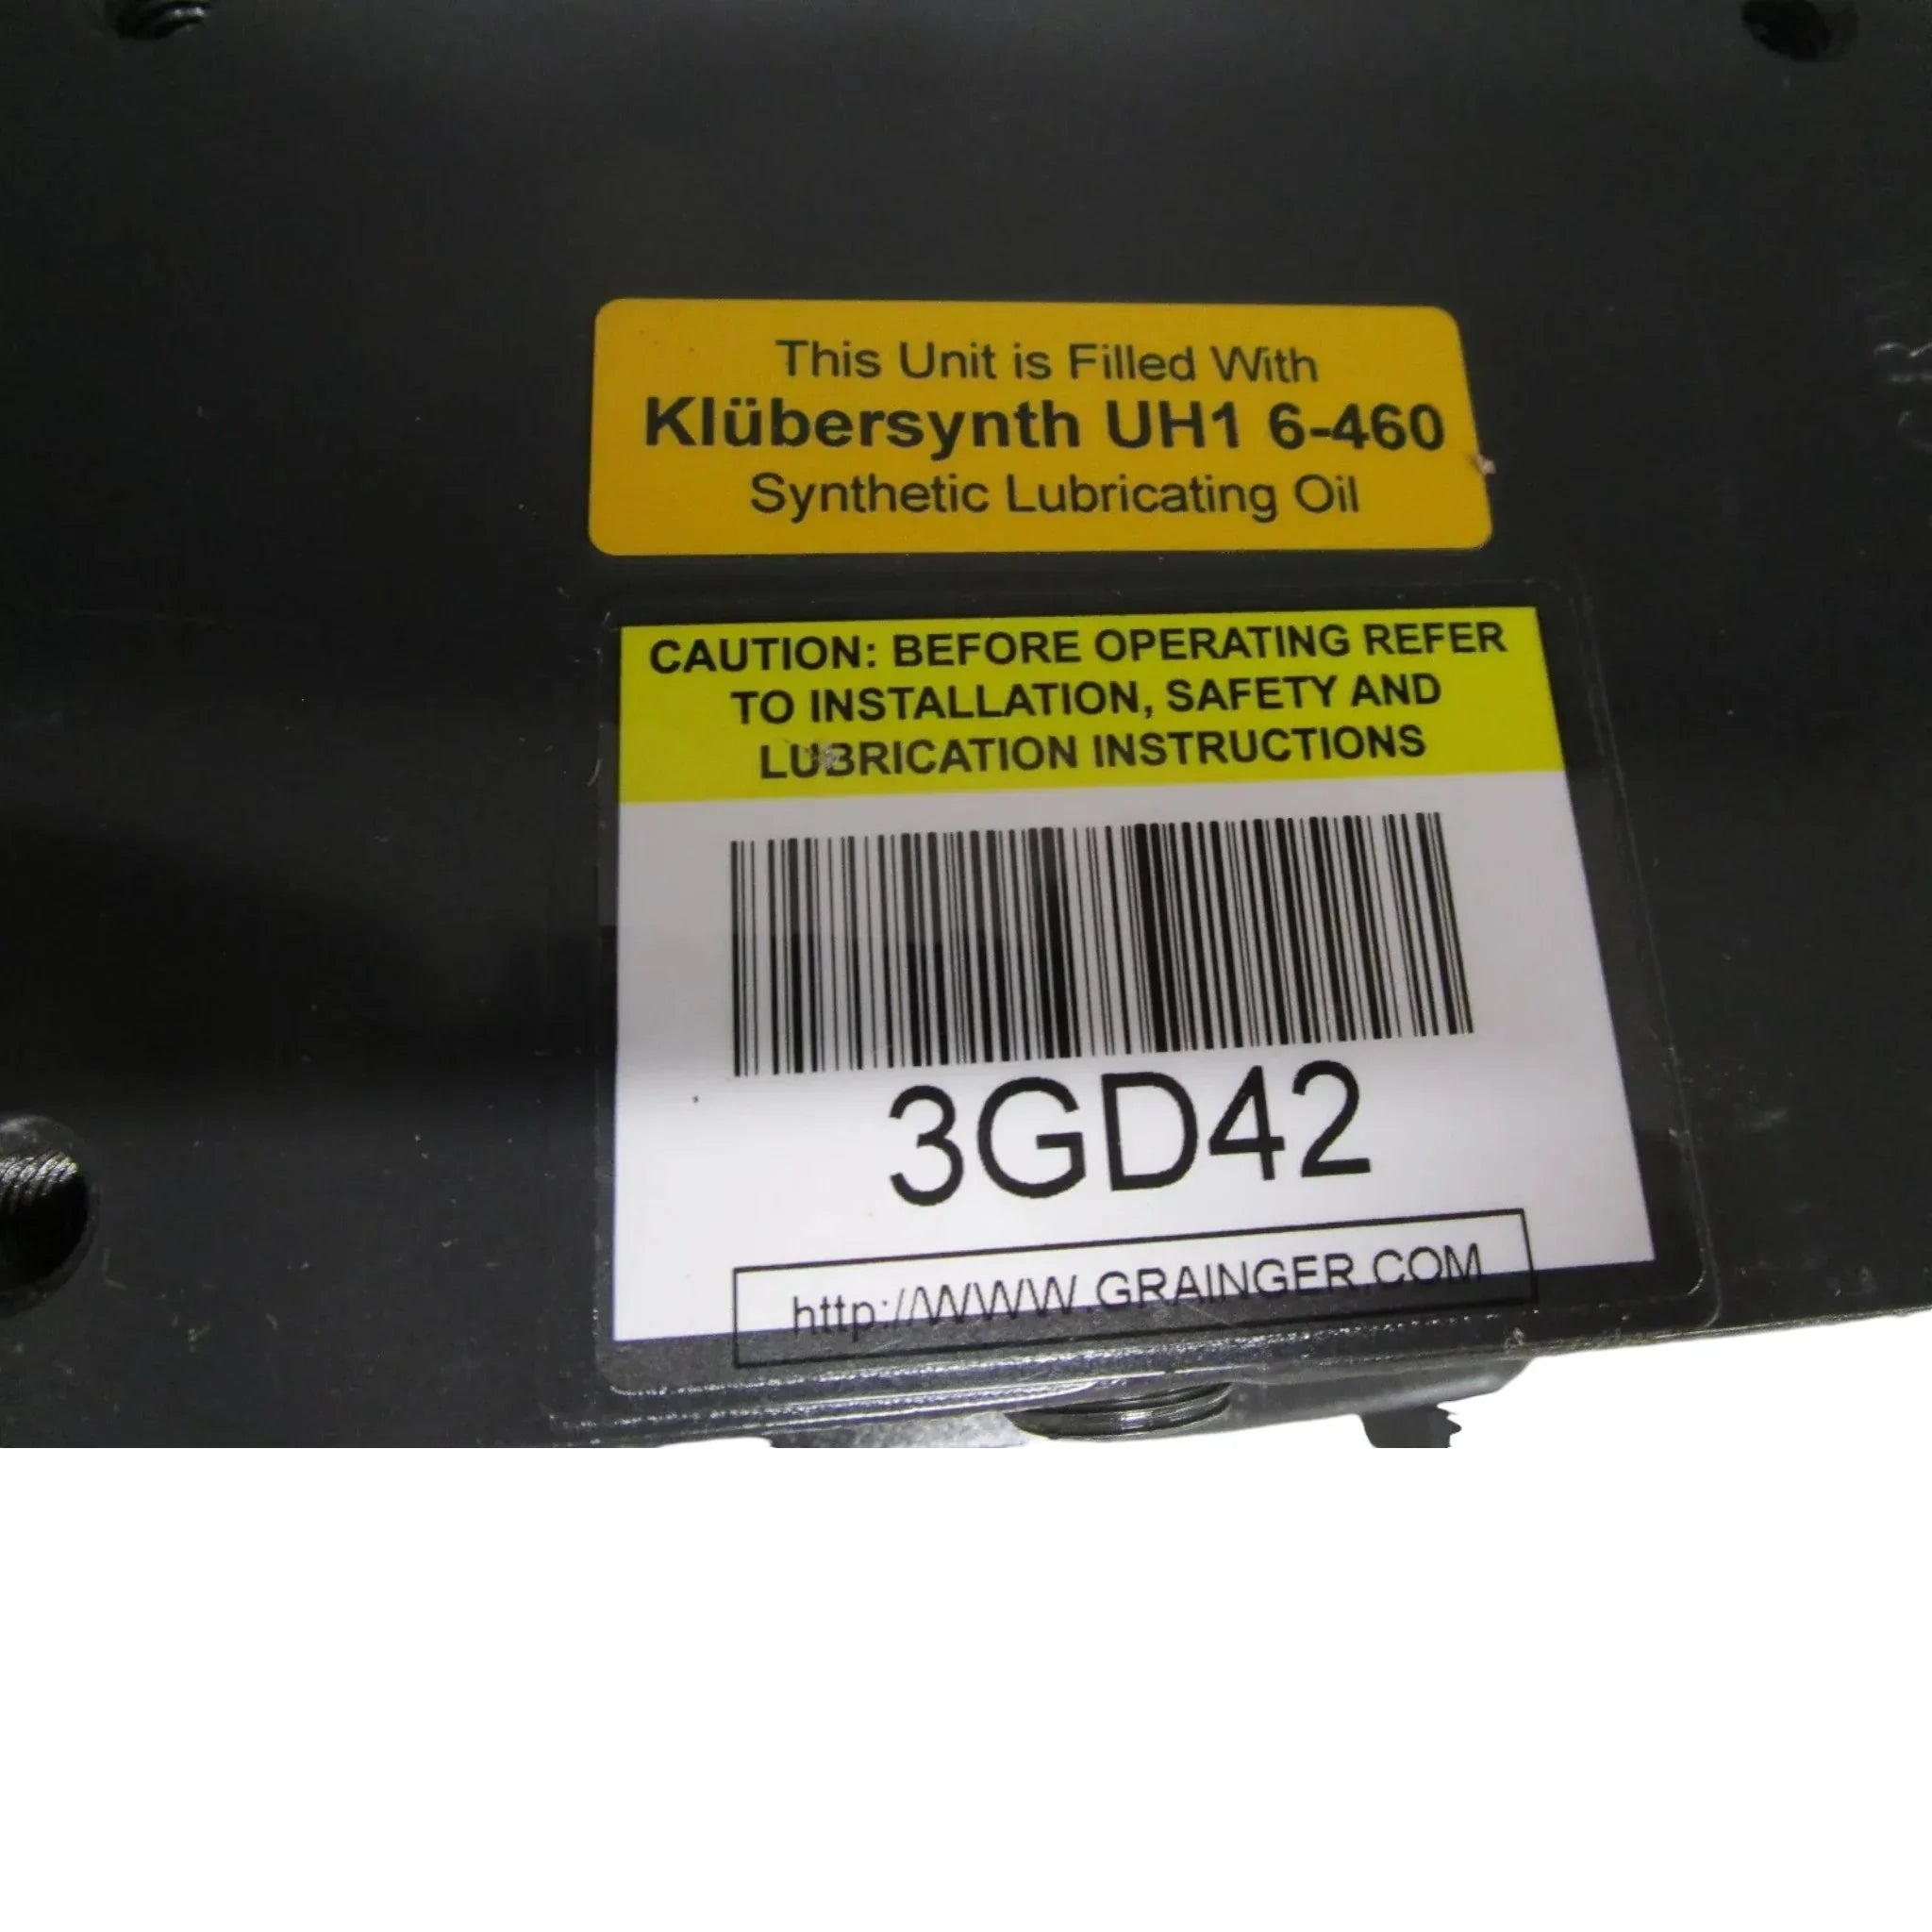 This Unit is Filled With
Klübersynth UH1 6-460
Synthetic Lubricating Oil
CAUTION: BEFORE OPERATING REFER
TO INSTALLATION, SAFETY AND
LUBRICATION INSTRUCTIONS
3GD42
http://WWW.GRAINGER.COM